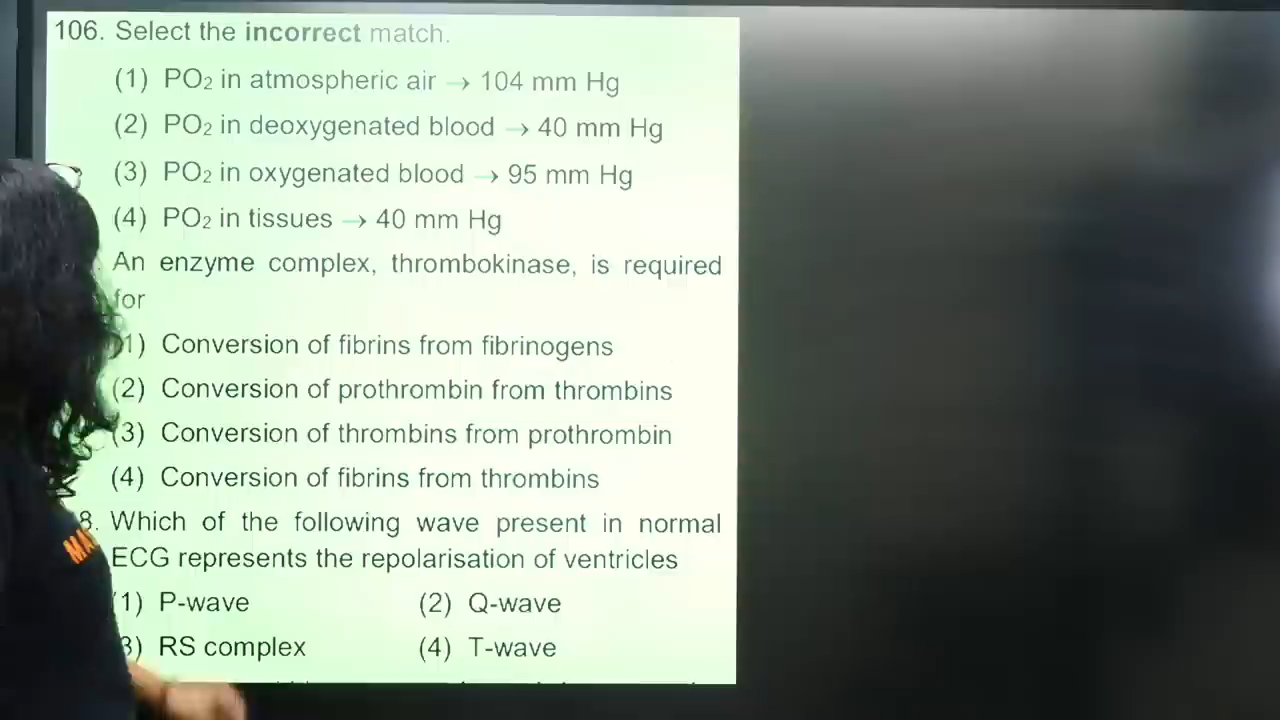 106. Select the incorrect match.
(1) PO₂ in atmospheric air → 104 mm Hg
(2) PO₂ in deoxygenated blood → 40 mm Hg
(3) PO₂ in oxygenated blood → 95 mm Hg
(4) PO₂ in tissues → 40 mm Hg
An enzyme complex, thrombokinase, is required
for
1) Conversion of fibrins from fibrinogens
(2) Conversion of prothrombin from thrombins
(3) Conversion of thrombins from prothrombin
(4) Conversion of fibrins from thrombins
8. Which of the following wave present in normal
ECG represents the repolarisation of ventricles
1) P-wave (2) Q-wave
3) RS complex (4) T-wave